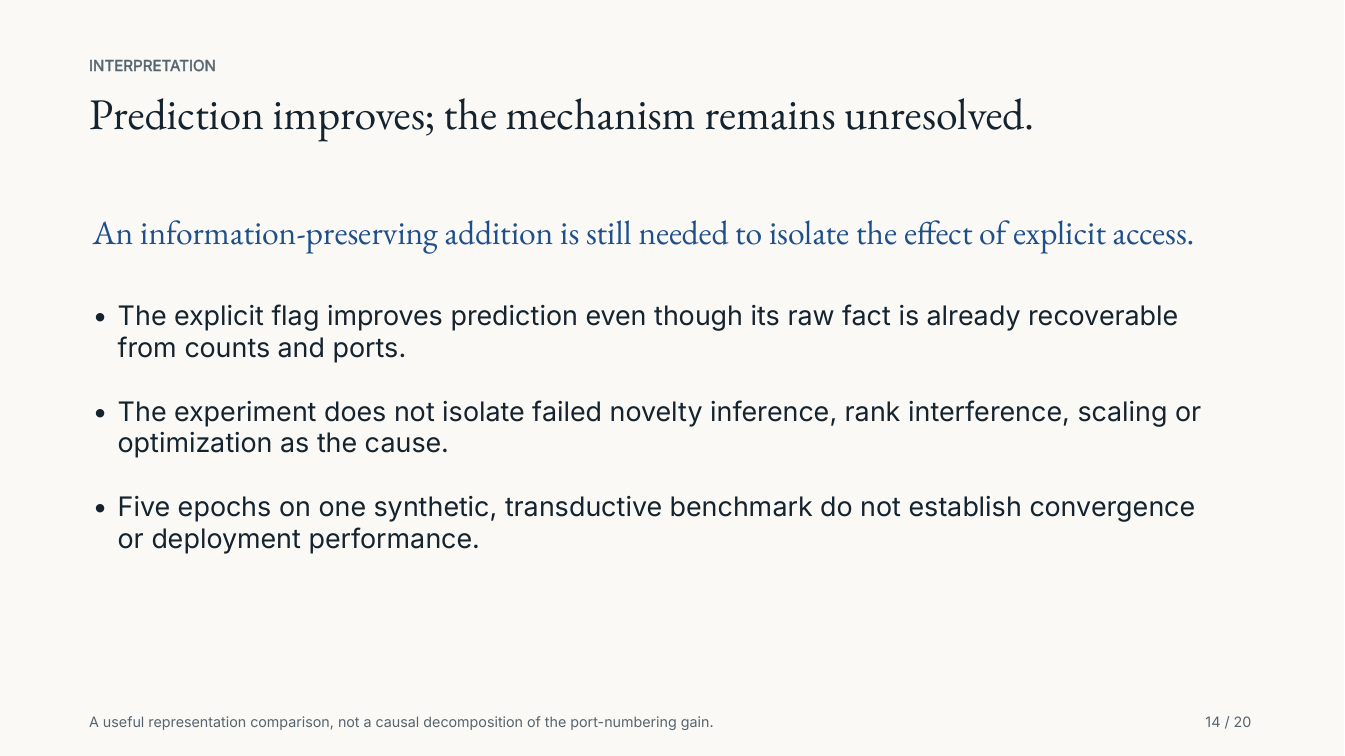 INTERPRETATION
Prediction improves; the mechanism remains unresolved.
An information-preserving addition is still needed to isolate the effect of explicit access.
• The explicit flag improves prediction even though its raw fact is already recoverable
from counts and ports.
• The experiment does not isolate failed novelty inference, rank interference, scaling or
optimization as the cause.
• Five epochs on one synthetic, transductive benchmark do not establish convergence
or deployment performance.
A useful representation comparison, not a causal decomposition of the port-numbering gain.
14 / 20